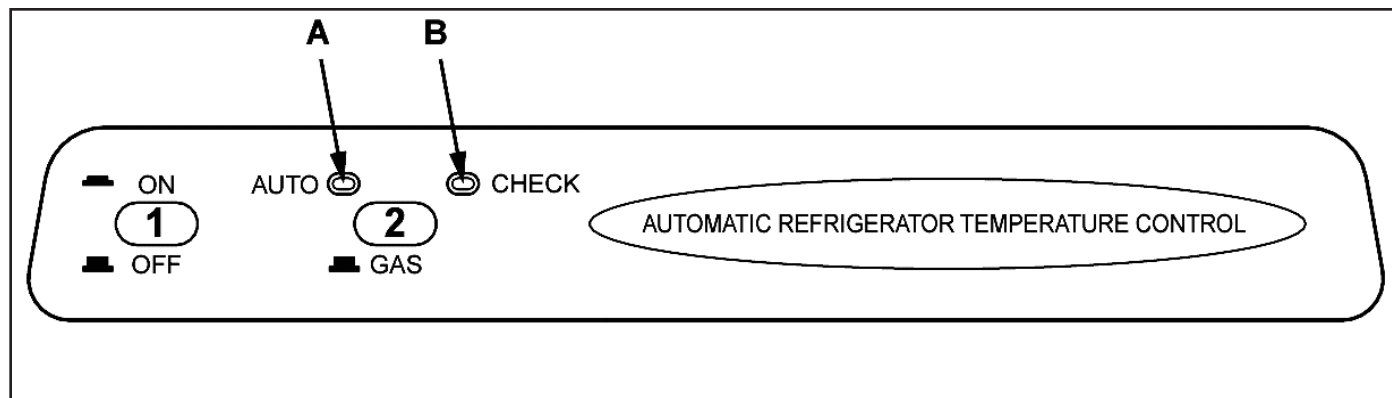 A B
ON AUTO CHECK
1 2 AUTOMATIC REFRIGERATOR TEMPERATURE CONTROL
OFF GAS